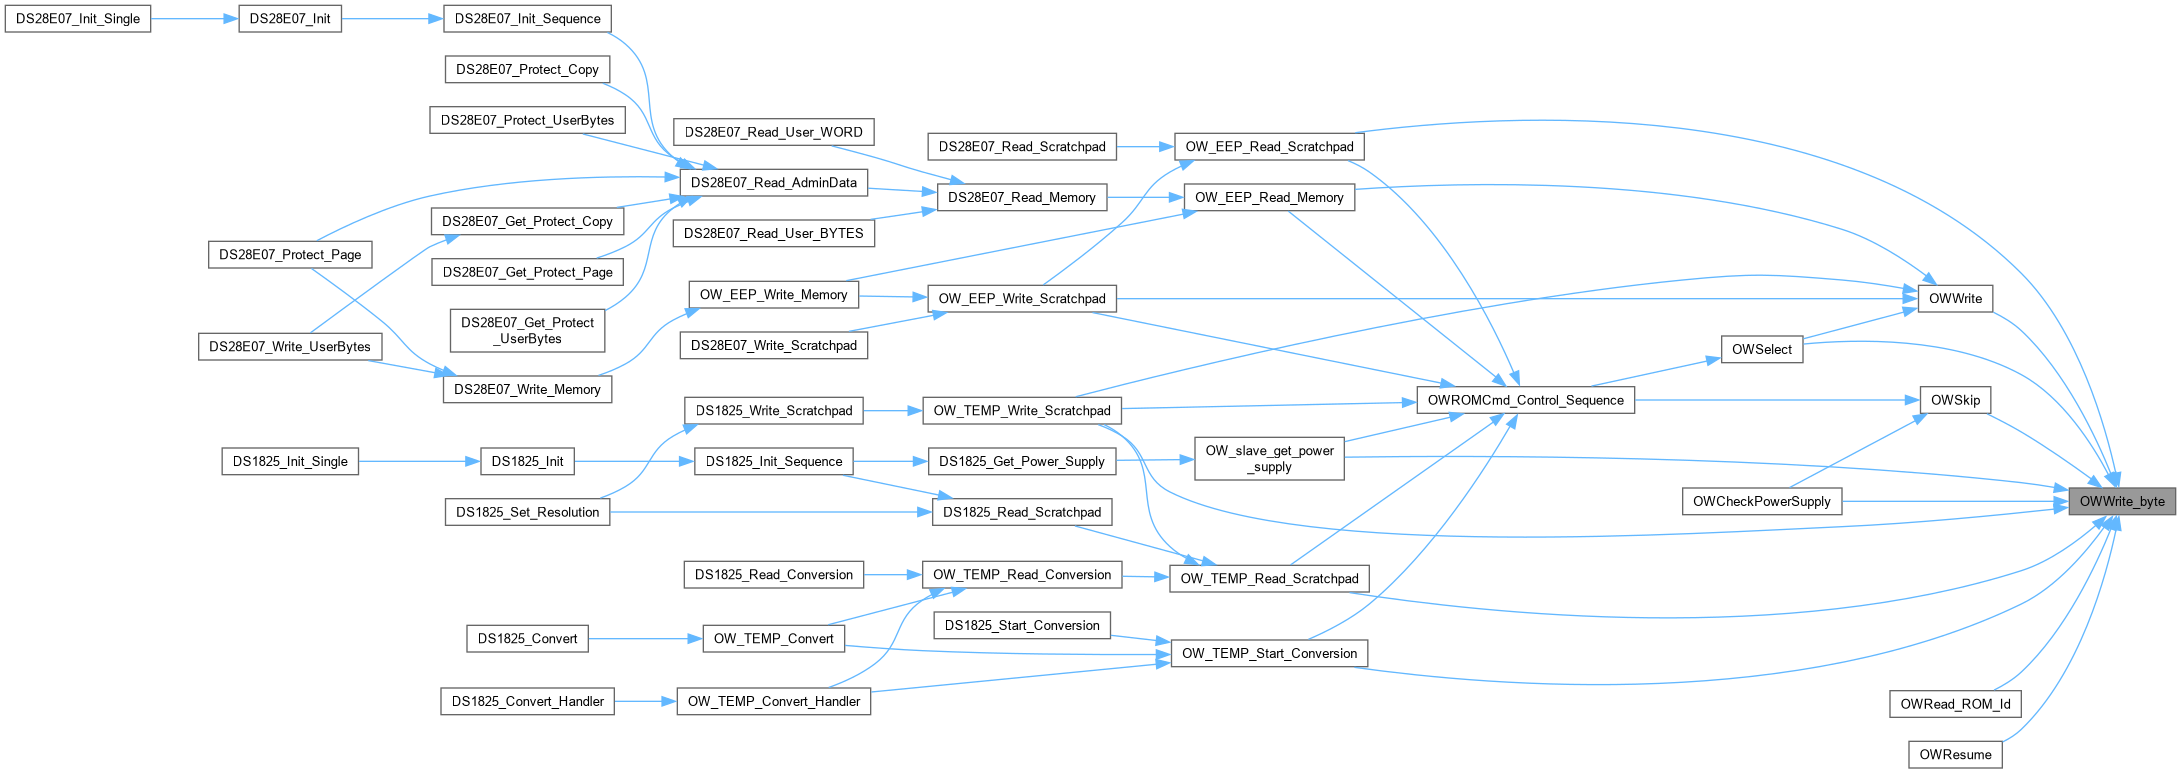 DS28E07_Init_Single
DS28E07_Init
DS28E07_Init_Sequence
DS28E07_Protect_Copy
DS28E07_Protect_UserBytes
DS28E07_Read_User_WORD
DS28E07_Read_Scratchpad
OW_EEP_Read_Scratchpad
DS28E07_Read_AdminData
DS28E07_Read_Memory
OW_EEP_Read_Memory
DS28E07_Get_Protect_Copy
DS28E07_Read_User_BYTES
DS28E07_Protect_Page
DS28E07_Get_Protect_Page
OW_EEP_Write_Memory
OW_EEP_Write_Scratchpad
OWWrite
DS28E07_Get_Protect
_UserBytes
DS28E07_Write_UserBytes
DS28E07_Write_Scratchpad
OWSelect
DS28E07_Write_Memory
DS1825_Write_Scratchpad
OW_TEMP_Write_Scratchpad
OWROMCmd_Control_Sequence
OWSkip
DS1825_Init_Single
DS1825_Init
DS1825_Init_Sequence
DS1825_Get_Power_Supply
OW_slave_get_power
_supply
DS1825_Set_Resolution
DS1825_Read_Scratchpad
OWCheckPowerSupply
OWWrite_byte
DS1825_Read_Conversion
OW_TEMP_Read_Conversion
OW_TEMP_Read_Scratchpad
DS1825_Start_Conversion
DS1825_Convert
OW_TEMP_Convert
OW_TEMP_Start_Conversion
DS1825_Convert_Handler
OW_TEMP_Convert_Handler
OWRead_ROM_Id
OWResume